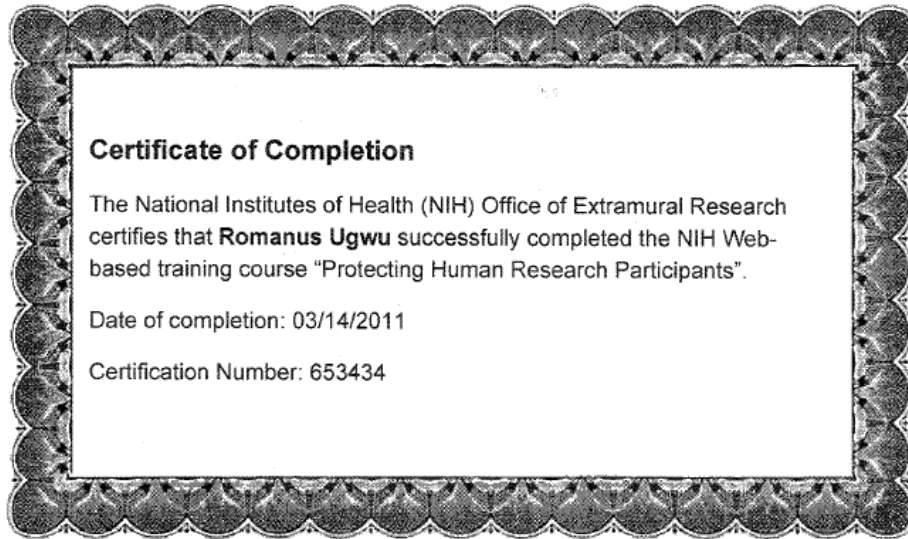 Certificate of Completion
The National Institutes of Health (NIH) Office of Extramural Research
certifies that Romanus Ugwu successfully completed the NIH Web-
based training course “Protecting Human Research Participants”.
Date of completion: 03/14/2011
Certification Number: 653434